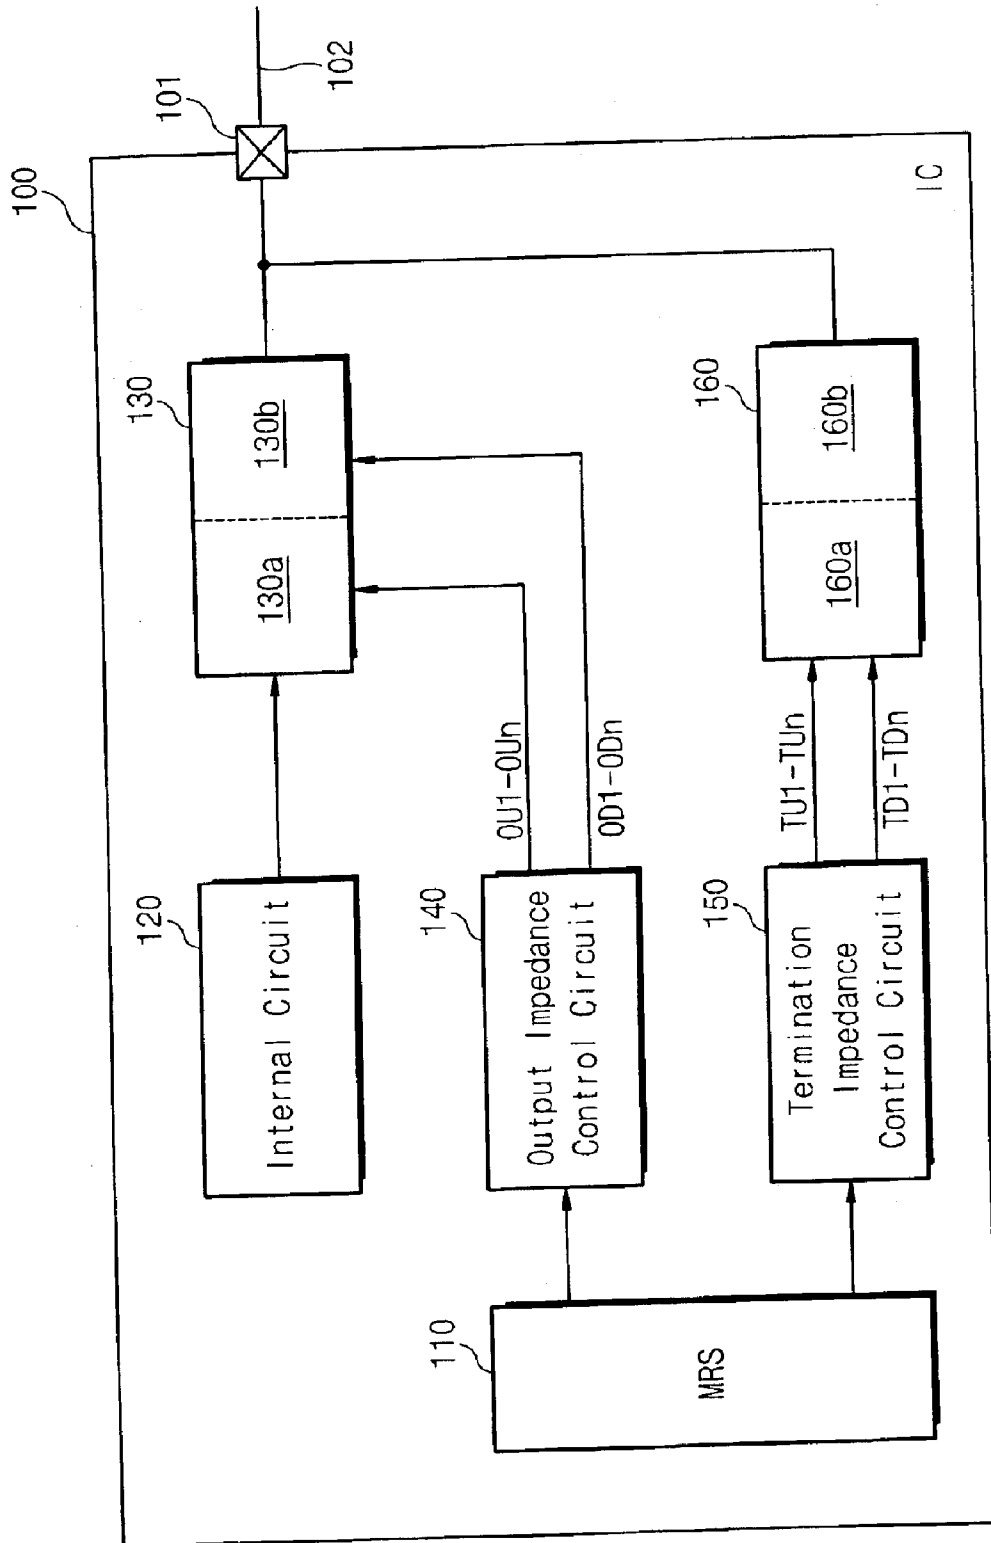 100
101
102
120
Internal Circuit
130
130a
130b
110
MRS
140
Output Impedance
Control Circuit
OU1-OUn
OD1-ODn
150
Termination
Impedance
Control Circuit
TU1-TUn
TD1-TDn
160
160a
160b
IC